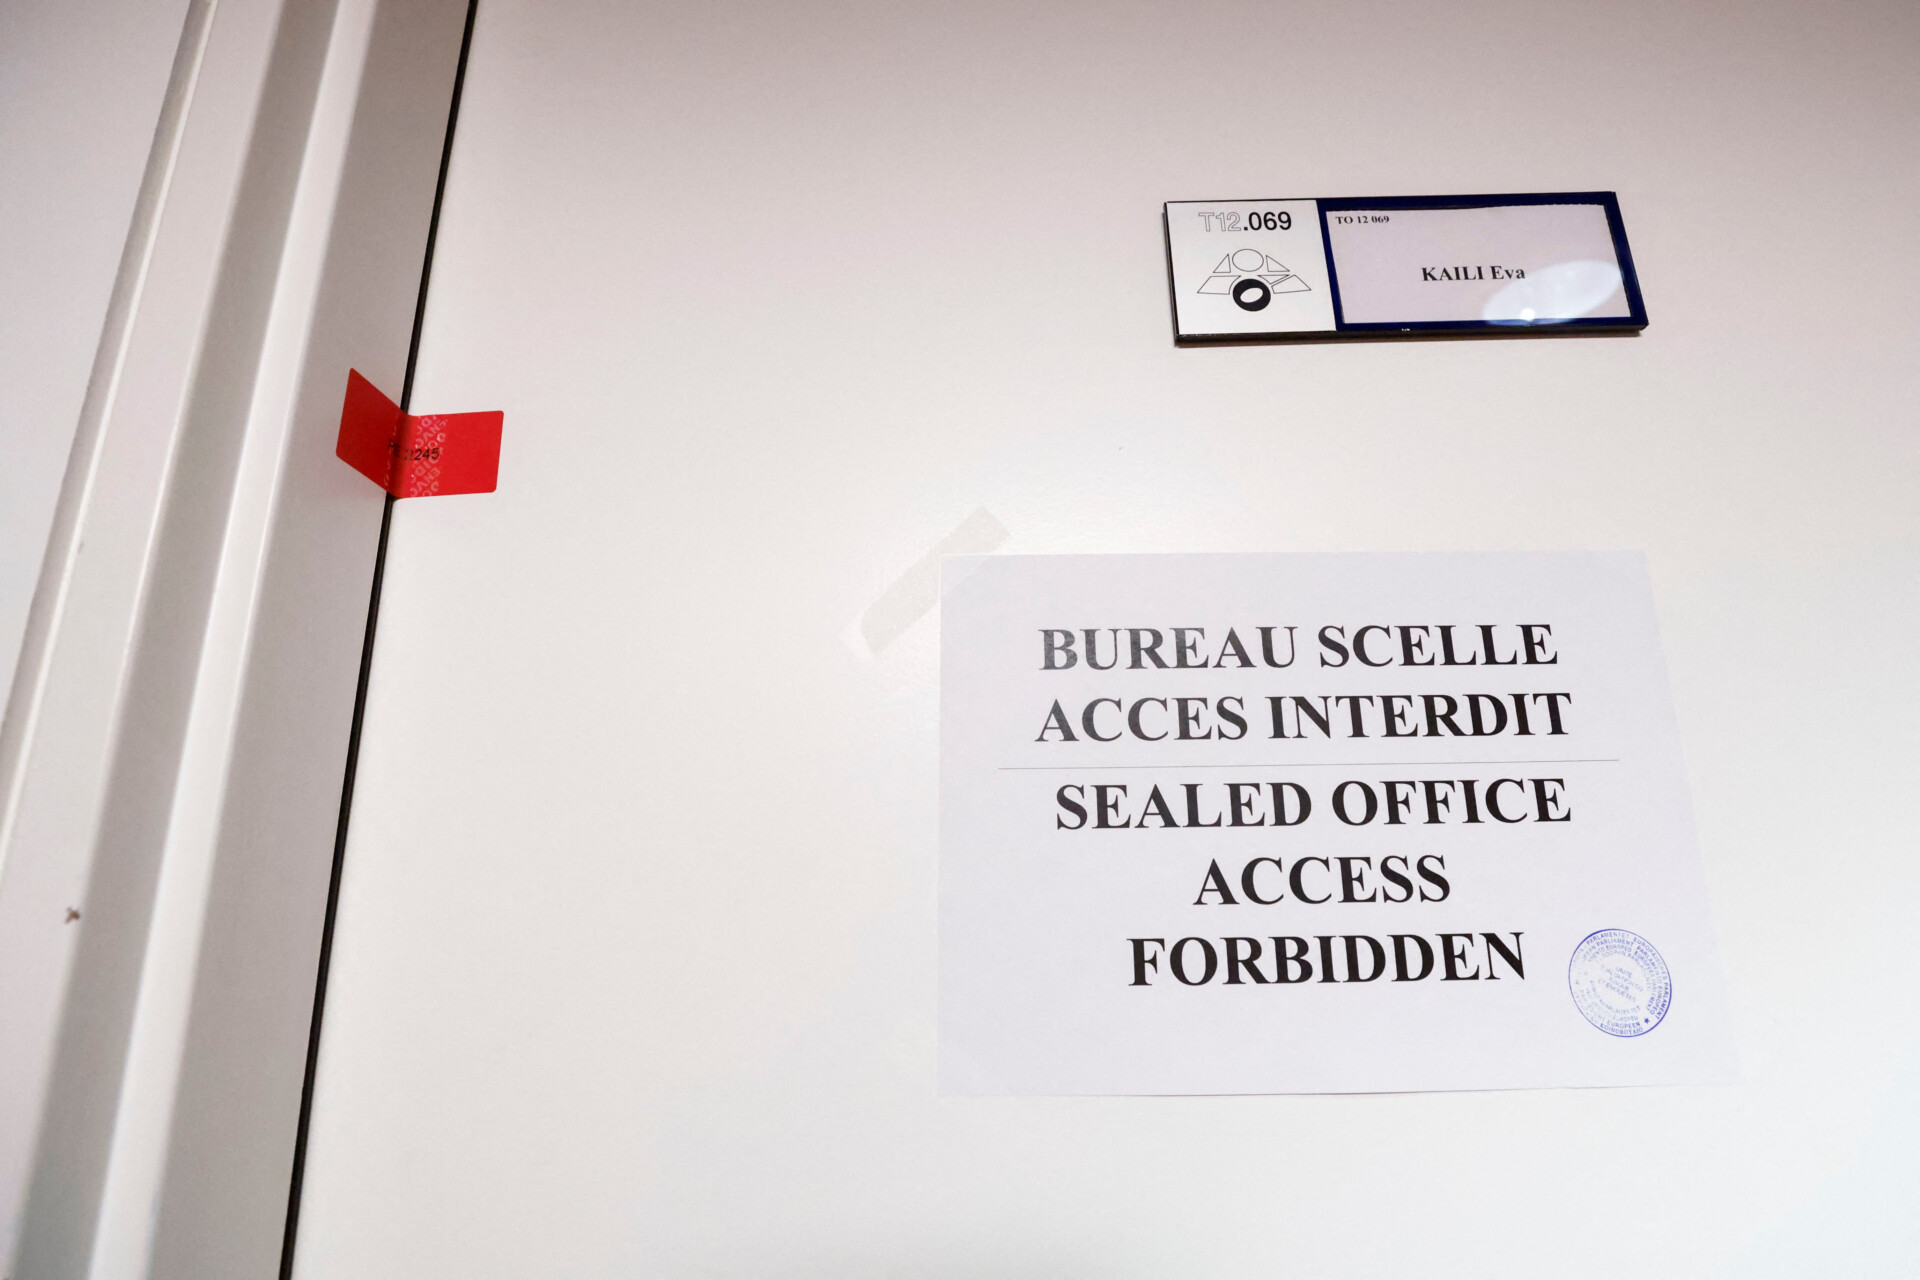 T12.069
TO 12 069
KAILI Eva
BUREAU SCELLE
ACCES INTERDIT
SEALED OFFICE
ACCESS
FORBIDDEN